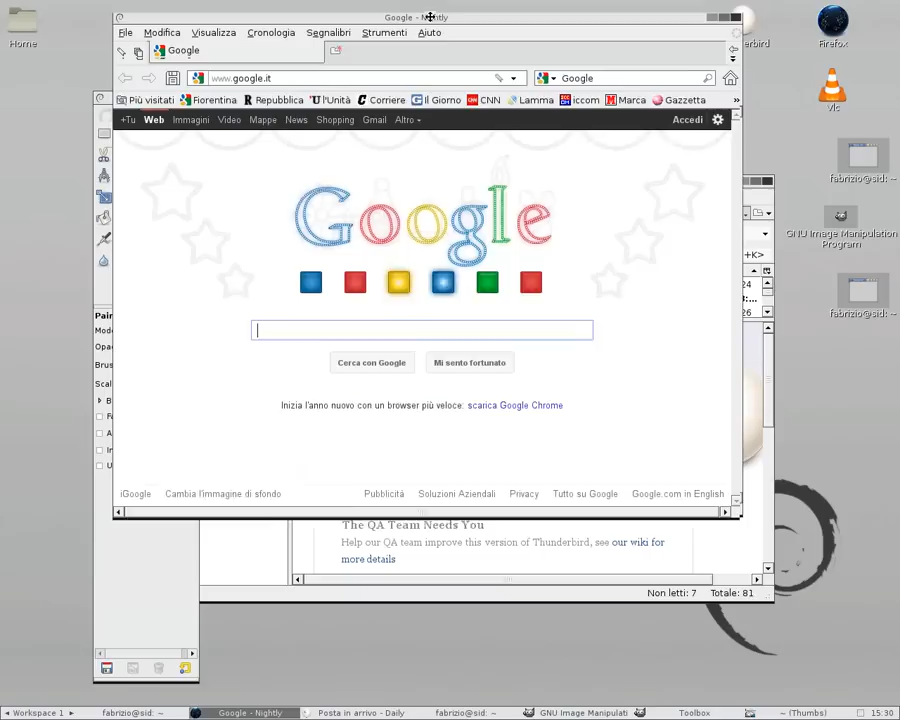 Google - Nightly
Home
Firefox
File Modifica Visualizza Cronologia Segnalibri Strumenti Aiuto
Google
www.google.it
Google
Più visitati Fiorentina Repubblica l'Unità Corriere Il Giorno CNN Lamma iccom Marca Gazzetta »
Vlc
+Tu Web Immagini Video Mappe News Shopping Gmail Altro
Accedi
fabrizio@sid: ~
Google
GNU Image Manipulation
Program
+K>
24
26
fabrizio@sid: ~
Cerca con Google
Mi sento fortunato
Inizia l'anno nuovo con un browser più veloce: scarica Google Chrome
iGoogle Cambia l'immagine di sfondo
Pubblicità Soluzioni Aziendali Privacy Tutto su Google Google.com in English
The QA Team Needs You
Help our QA team improve this version of Thunderbird, see our wiki for
more details
Non letti: 7 Totale: 81
Workspace 1
fabrizio@sid: ~
Google - Nightly
Posta in arrivo - Daily
fabrizio@sid: ~
GNU Image Manipulati
Toolbox
~ (Thumbs)
15:30